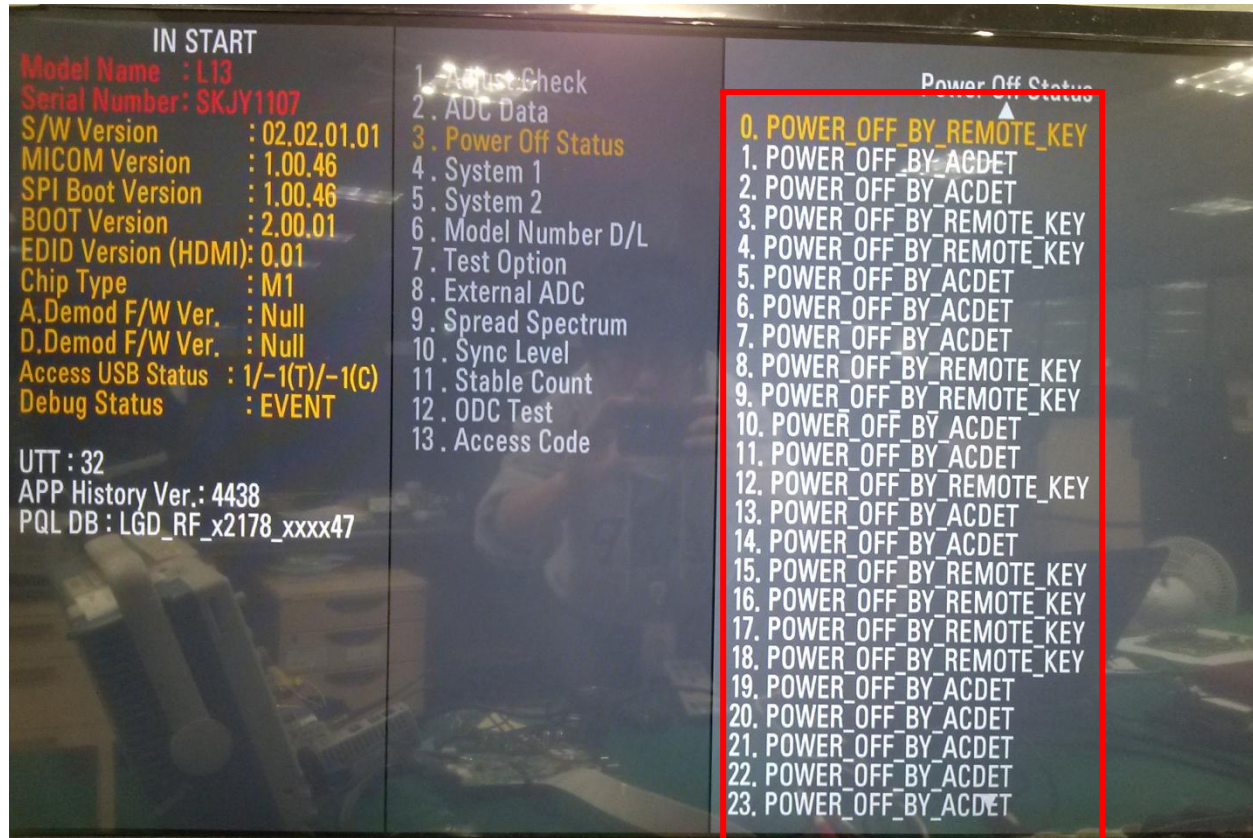 IN START
Model Name : L13
Serial Number: SKJY1107
S/W Version : 02.02.01.01
MICOM Version : 1.00.46
SPI Boot Version : 1.00.46
BOOT Version : 2.00.01
EDID Version (HDMI): 0.01
Chip Type : M1
A.Demod F/W Ver. : Null
D.Demod F/W Ver. : Null
Access USB Status : 1/-1(T)/-1(C)
Debug Status : EVENT
UTT : 32
APP History Ver.: 4438
PQL DB : LGD_RF_x2178_xxxx47
1. Adjust Check
2. ADC Data
3. Power Off Status
4. System 1
5. System 2
6. Model Number D/L
7. Test Option
8. External ADC
9. Spread Spectrum
10. Sync Level
11. Stable Count
12. ODC Test
13. Access Code
Power Off Status
0. POWER_OFF_BY_REMOTE_KEY
1. POWER_OFF_BY_ACDET
2. POWER_OFF_BY_ACDET
3. POWER_OFF_BY_REMOTE_KEY
4. POWER_OFF_BY_REMOTE_KEY
5. POWER_OFF_BY_ACDET
6. POWER_OFF_BY_ACDET
7. POWER_OFF_BY_ACDET
8. POWER_OFF_BY_REMOTE_KEY
9. POWER_OFF_BY_REMOTE_KEY
10. POWER_OFF_BY_ACDET
11. POWER_OFF_BY_ACDET
12. POWER_OFF_BY_REMOTE_KEY
13. POWER_OFF_BY_ACDET
14. POWER_OFF_BY_ACDET
15. POWER_OFF_BY_REMOTE_KEY
16. POWER_OFF_BY_REMOTE_KEY
17. POWER_OFF_BY_REMOTE_KEY
18. POWER_OFF_BY_REMOTE_KEY
19. POWER_OFF_BY_ACDET
20. POWER_OFF_BY_ACDET
21. POWER_OFF_BY_ACDET
22. POWER_OFF_BY_ACDET
23. POWER_OFF_BY_ACDET